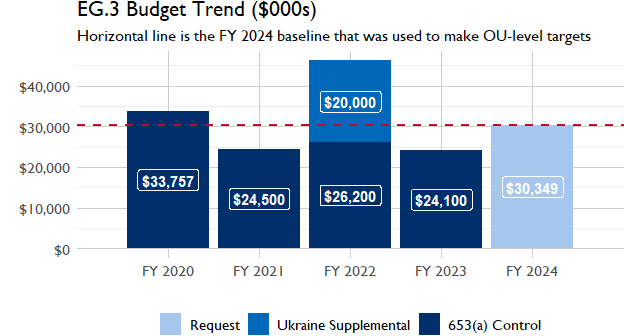 EG.3 Budget Trend ($000s)
Horizontal line is the FY 2024 baseline that was used to make OU-level targets
$40,000
$30,000
$20,000
$10,000
$0
$20,000
$33,757
$24,500
$26,200
$24,100
$30,349
FY 2020
FY 2021
FY 2022
FY 2023
FY 2024
Request
Ukraine Supplemental
653(a) Control